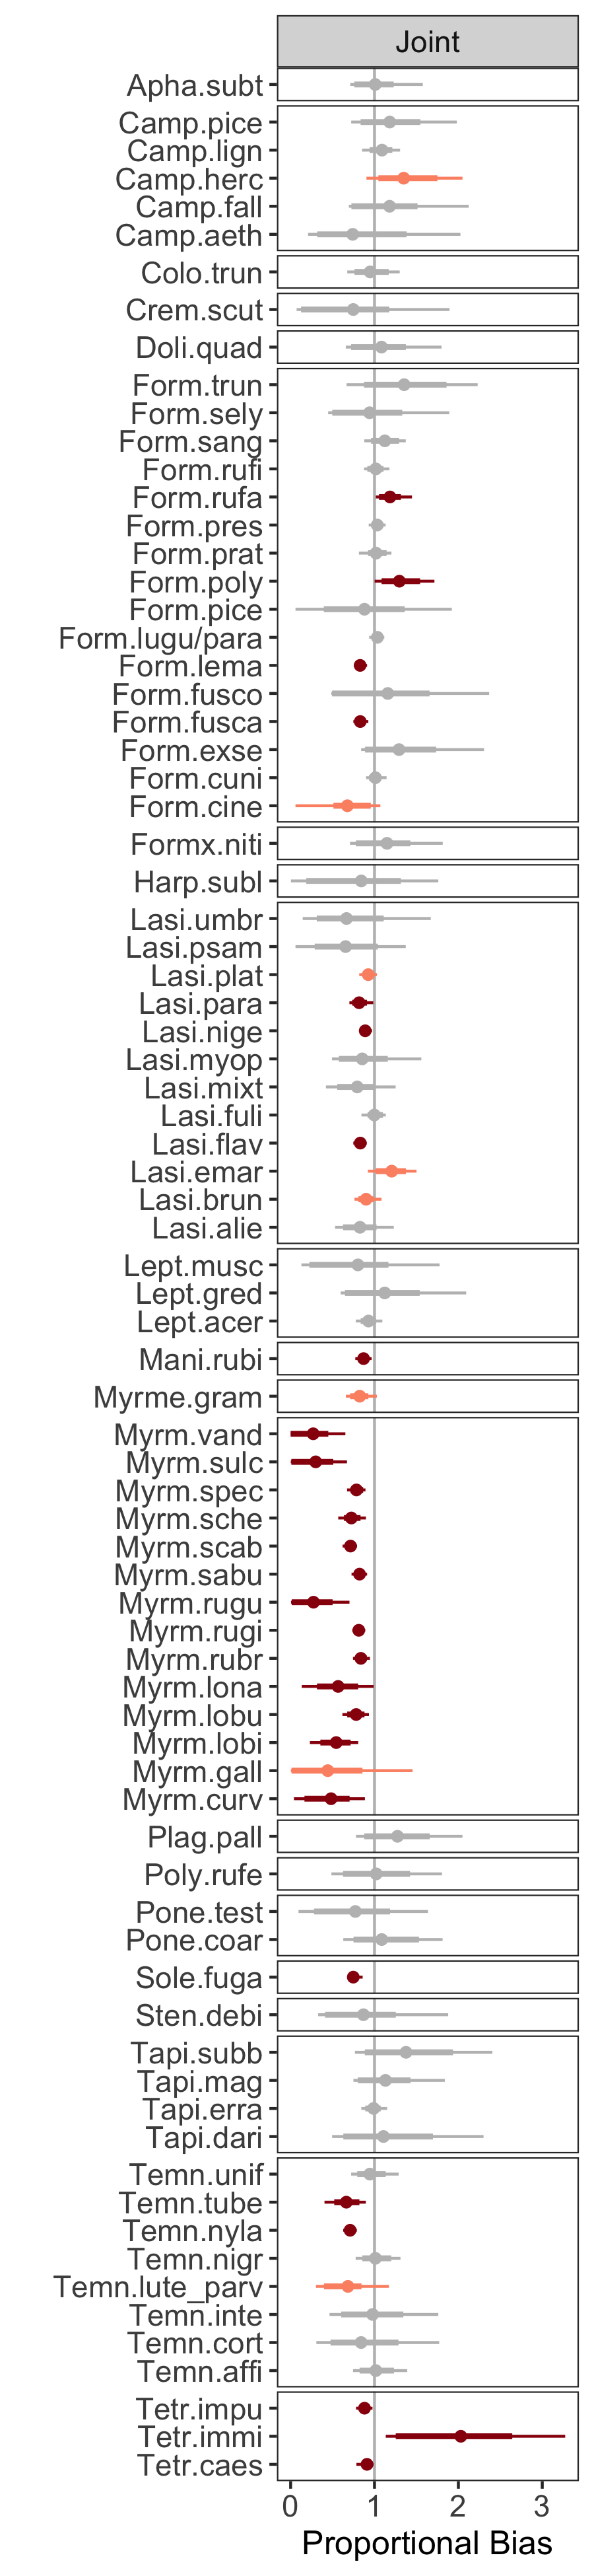 Joint
Apha.subt
Camp.pice
Camp.lign
Camp.herc
Camp.fall
Camp.aeth
Colo.trun
Crem.scut
Doli.quad
Form.trun
Form.sely
Form.sang
Form.rufi
Form.rufa
Form.pres
Form.prat
Form.poly
Form.pice
Form.lugu/para
Form.lema
Form.fusco
Form.fusca
Form.exse
Form.cuni
Form.cine
Formx.niti
Harp.subl
Lasi.umbr
Lasi.psam
Lasi.plat
Lasi.para
Lasi.nige
Lasi.myop
Lasi.mixt
Lasi.fuli
Lasi.flav
Lasi.emar
Lasi.brun
Lasi.alie
Lept.musc
Lept.gred
Lept.acer
Mani.rubi
Myrme.gram
Myrm.vand
Myrm.sulc
Myrm.spec
Myrm.sche
Myrm.scab
Myrm.sabu
Myrm.rugu
Myrm.rugi
Myrm.rubr
Myrm.lona
Myrm.lobu
Myrm.lobi
Myrm.gall
Myrm.curv
Plag.pall
Poly.rufe
Pone.test
Pone.coar
Sole.fuga
Sten.debi
Tapi.subb
Tapi.mag
Tapi.erra
Tapi.dari
Temn.unif
Temn.tube
Temn.nyla
Temn.nigr
Temn.lute_parv
Temn.inte
Temn.cort
Temn.affi
Tetr.impu
Tetr.immi
Tetr.caes
0 1 2 3
Proportional Bias